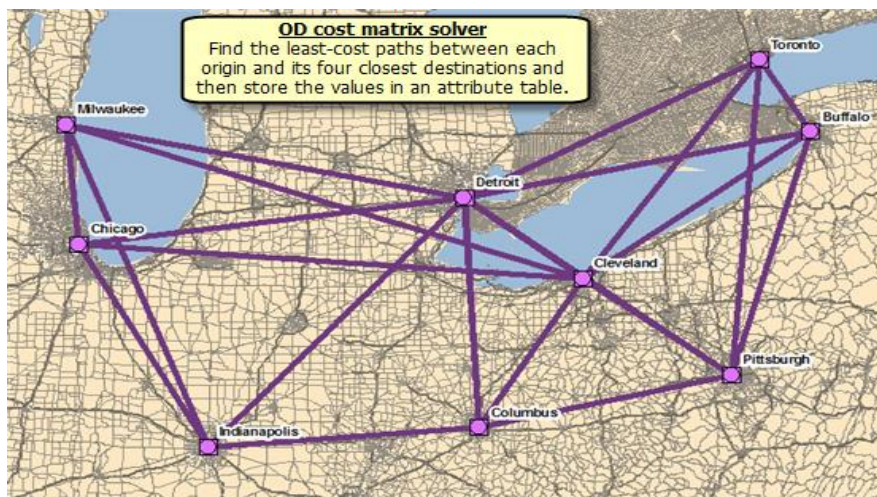 OD cost matrix solver
Find the least-cost paths between each
origin and its four closest destinations and
then store the values in an attribute table.
Toronto
Milwaukee
Buffalo
Detroit
Chicago
Cleveland
Pittsburgh
Columbus
Indianapolis